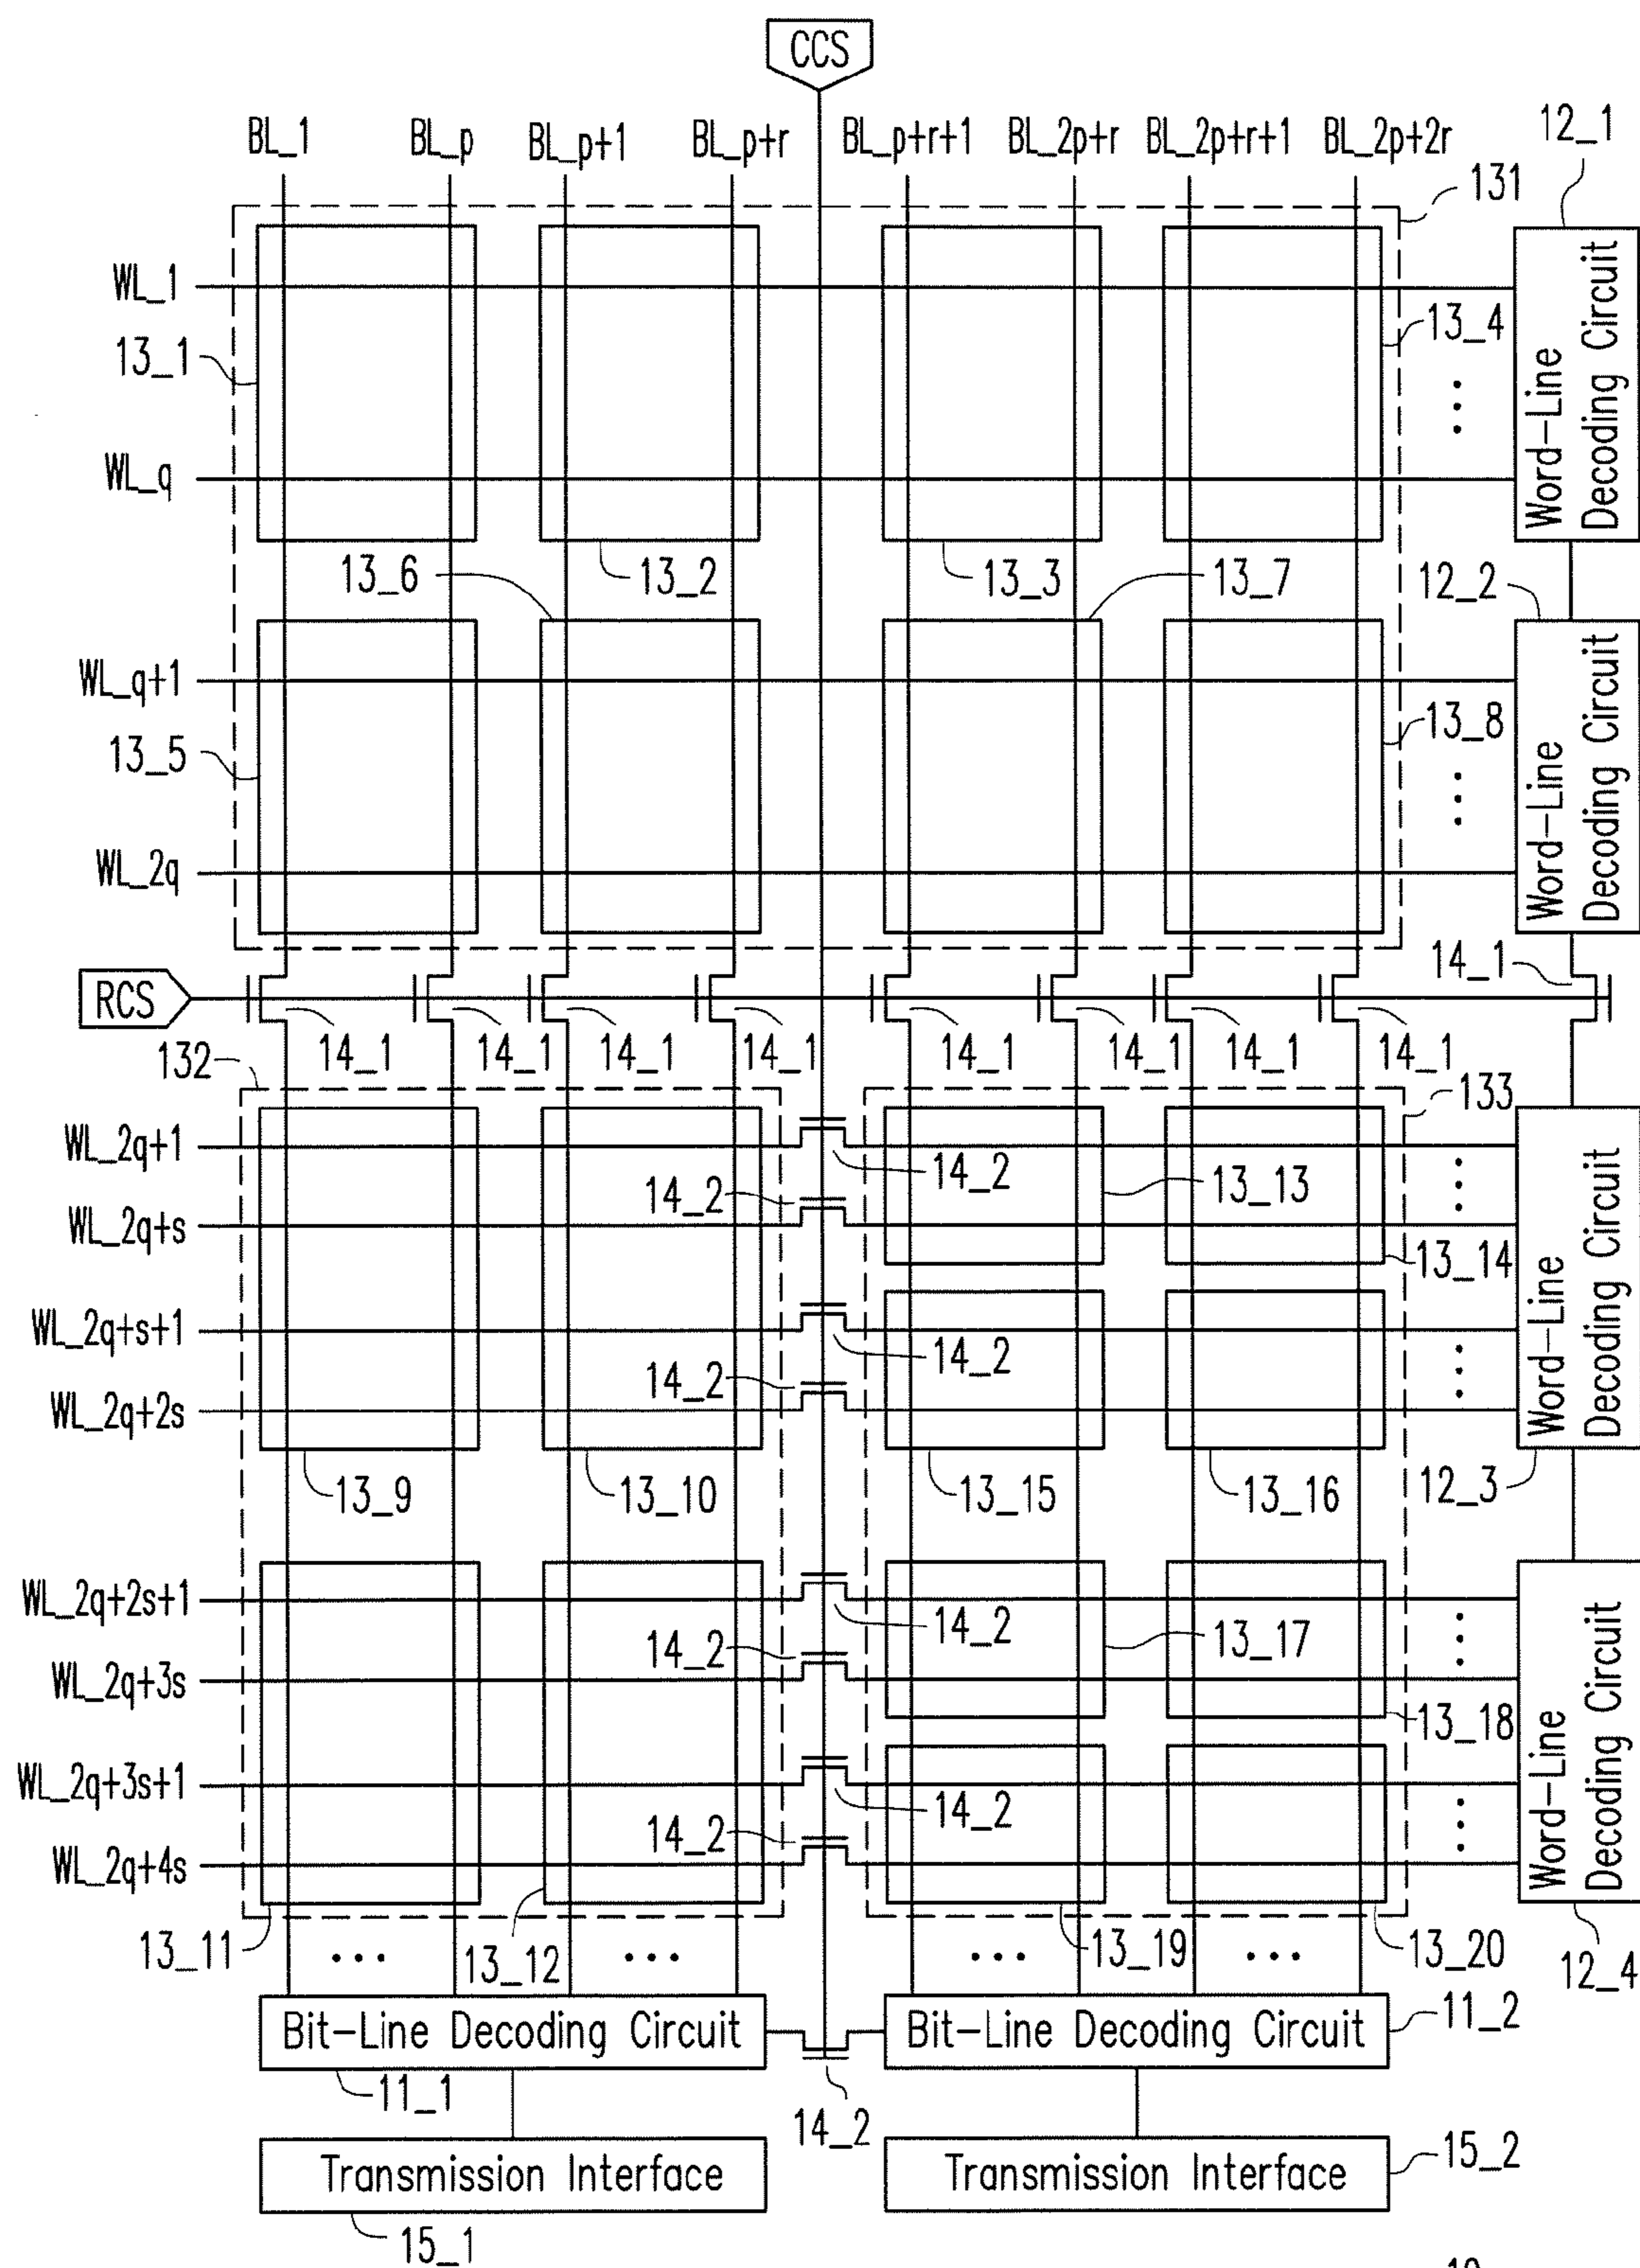 CCS
BL_1 BL_p BL_p+1 BL_p+r BL_p+r+1 BL_2p+r BL_2p+r+1 BL_2p+2r 12_1
131
WL_1
13_1 13_4
Word-Line
Decoding Circuit
WL_q
13_6 13_2 13_3 13_7 12_2
WL_q+1
13_5 13_8
Word-Line
Decoding Circuit
WL_2q
RCS 14_1
14_1 14_1 14_1 14_1 14_1 14_1 14_1 14_1
132 133
WL_2q+1
14_2 13_13
14_2
WL_2q+s
13_14
WL_2q+s+1
14_2
14_2
WL_2q+2s
Word-Line
Decoding Circuit
13_9 13_10 13_15 13_16 12_3
WL_2q+2s+1
14_2 13_17
14_2
WL_2q+3s
13_18
WL_2q+3s+1
14_2
14_2
WL_2q+4s
Word-Line
Decoding Circuit
13_11 ... 13_12 ... ... 13_19 ... 13_20 12_4
Bit-Line Decoding Circuit Bit-Line Decoding Circuit 11_2
11_1 14_2
Transmission Interface Transmission Interface 15_2
15_1